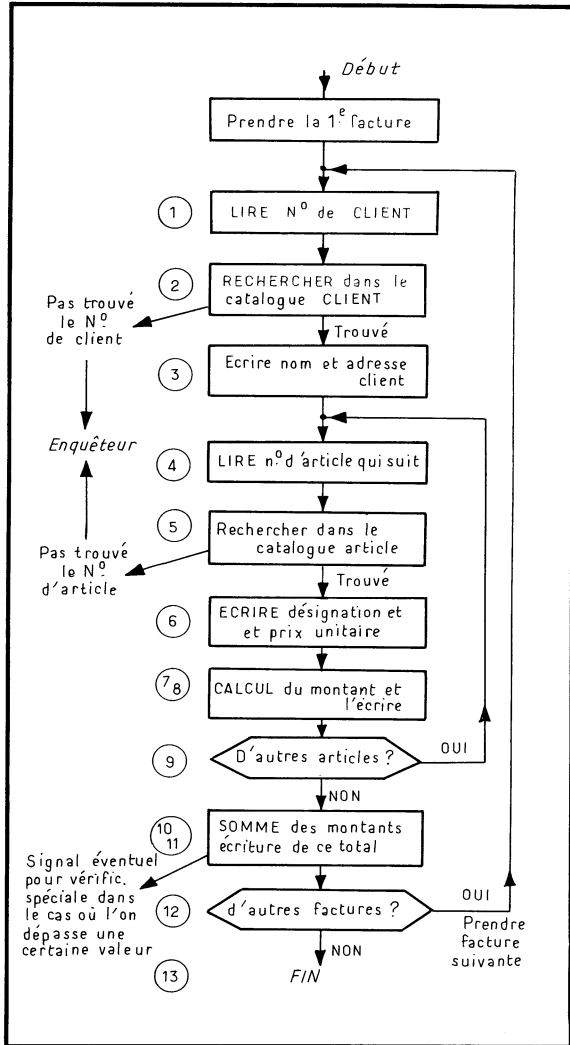 Début
Prendre la 1e facture
1
LIRE No de CLIENT
2
RECHERCHER dans le
catalogue CLIENT
Pas trouvé
le No
de client
Trouvé
3
Ecrire nom et adresse
client
Enquêteur
4
LIRE no d'article qui suit
5
Rechercher dans le
catalogue article
Pas trouvé
le No
d'article
Trouvé
6
ECRIRE désignation et
et prix unitaire
7 8
CALCUL du montant et
l'écrire
9
D'autres articles ?
OUI
NON
10
11
SOMME des montants
écriture de ce total
Signal éventuel
pour vérific.
spéciale dans
le cas où l'on
dépasse une
certaine valeur
12
d'autres factures ?
OUI
Prendre
facture
suivante
NON
13
FIN